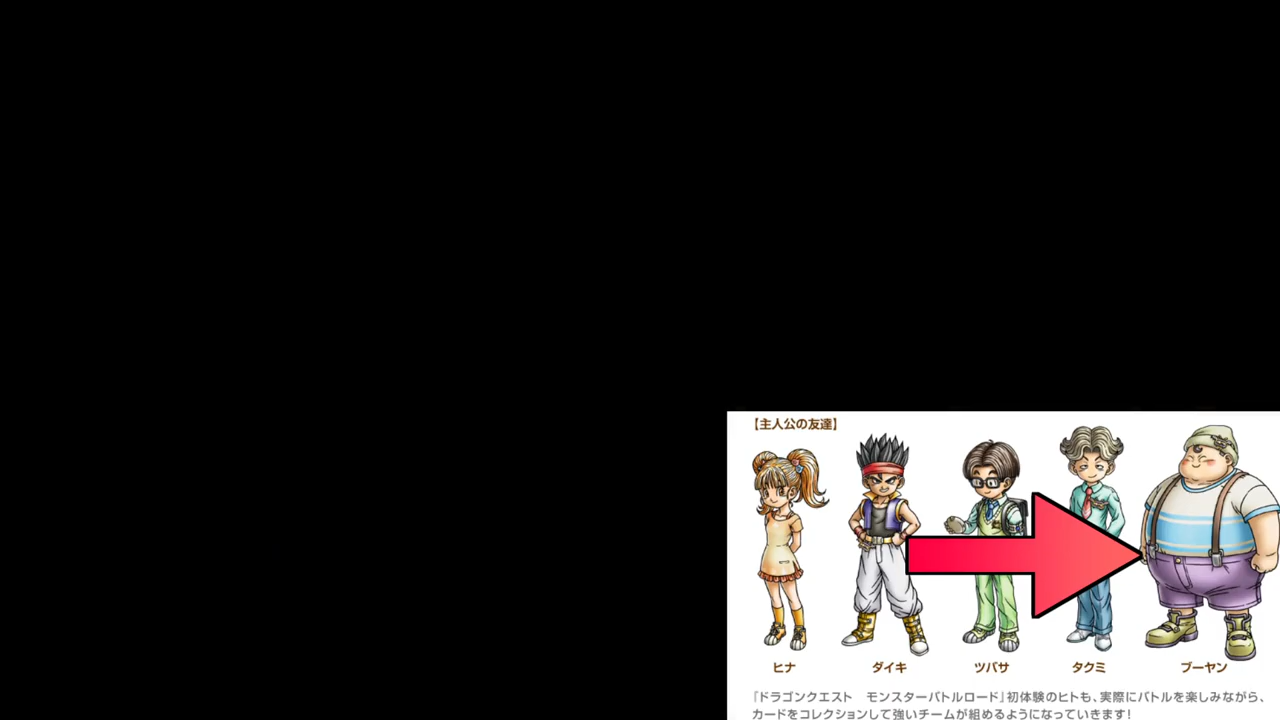 【主人公の友達】
ヒナ
ダイキ
ツバサ
タクミ
ブーヤン
『ドラゴンクエスト　モンスターバトルロード』初体験のヒトも、実際にバトルを楽しみながら、
カードをコレクションして強いチームが組めるようになっていきます!